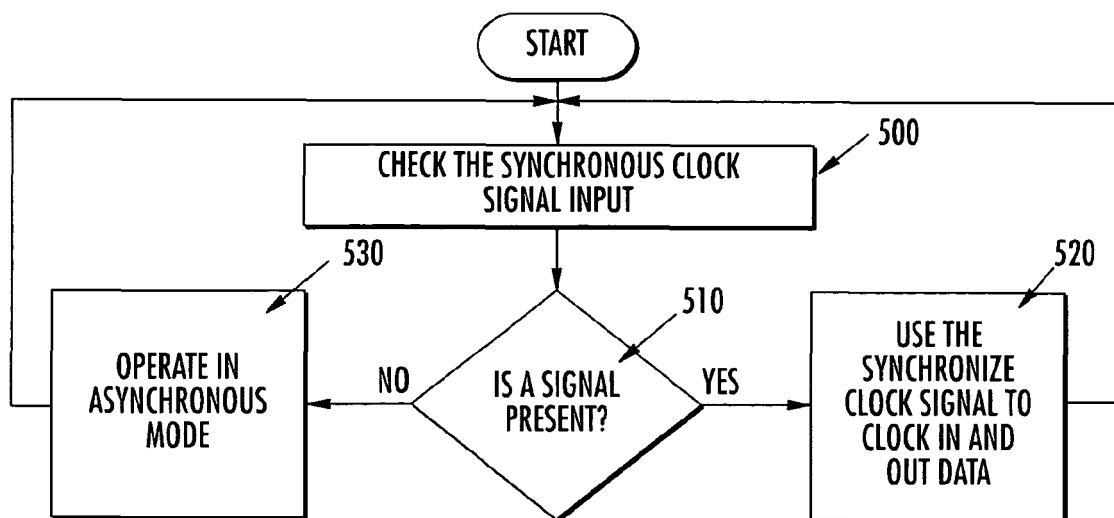 START
500
CHECK THE SYNCHRONOUS CLOCK
SIGNAL INPUT
530
510
520
OPERATE IN
ASYNCHRONOUS
MODE
NO
IS A SIGNAL
PRESENT?
YES
USE THE
SYNCHRONIZE
CLOCK SIGNAL TO
CLOCK IN AND
OUT DATA